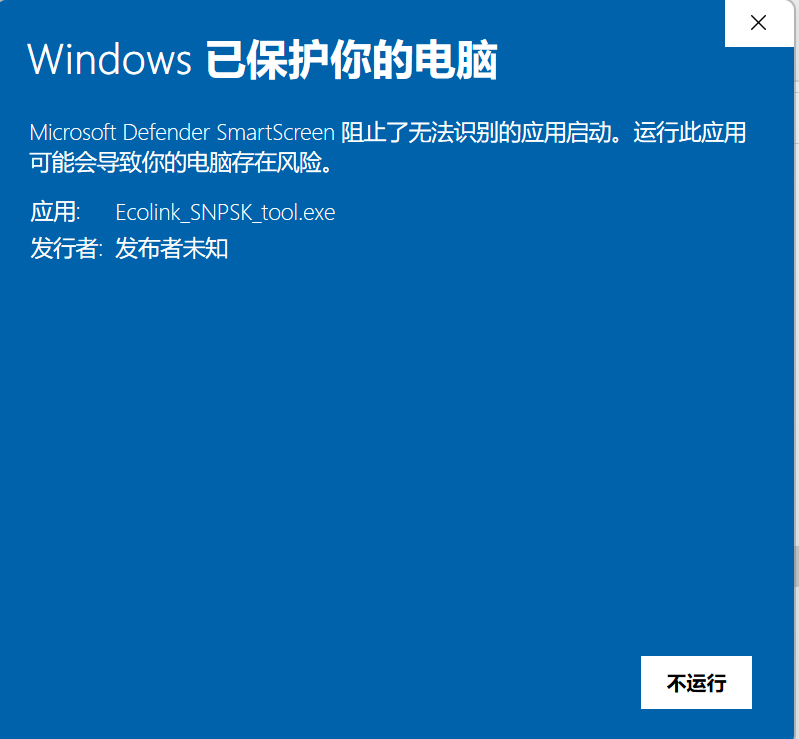 Windows 已保护你的电脑
Microsoft Defender SmartScreen 阻止了无法识别的应用启动。运行此应用
可能会导致你的电脑存在风险。
应用: Ecolink_SNPSK_tool.exe
发行者: 发布者未知
不运行